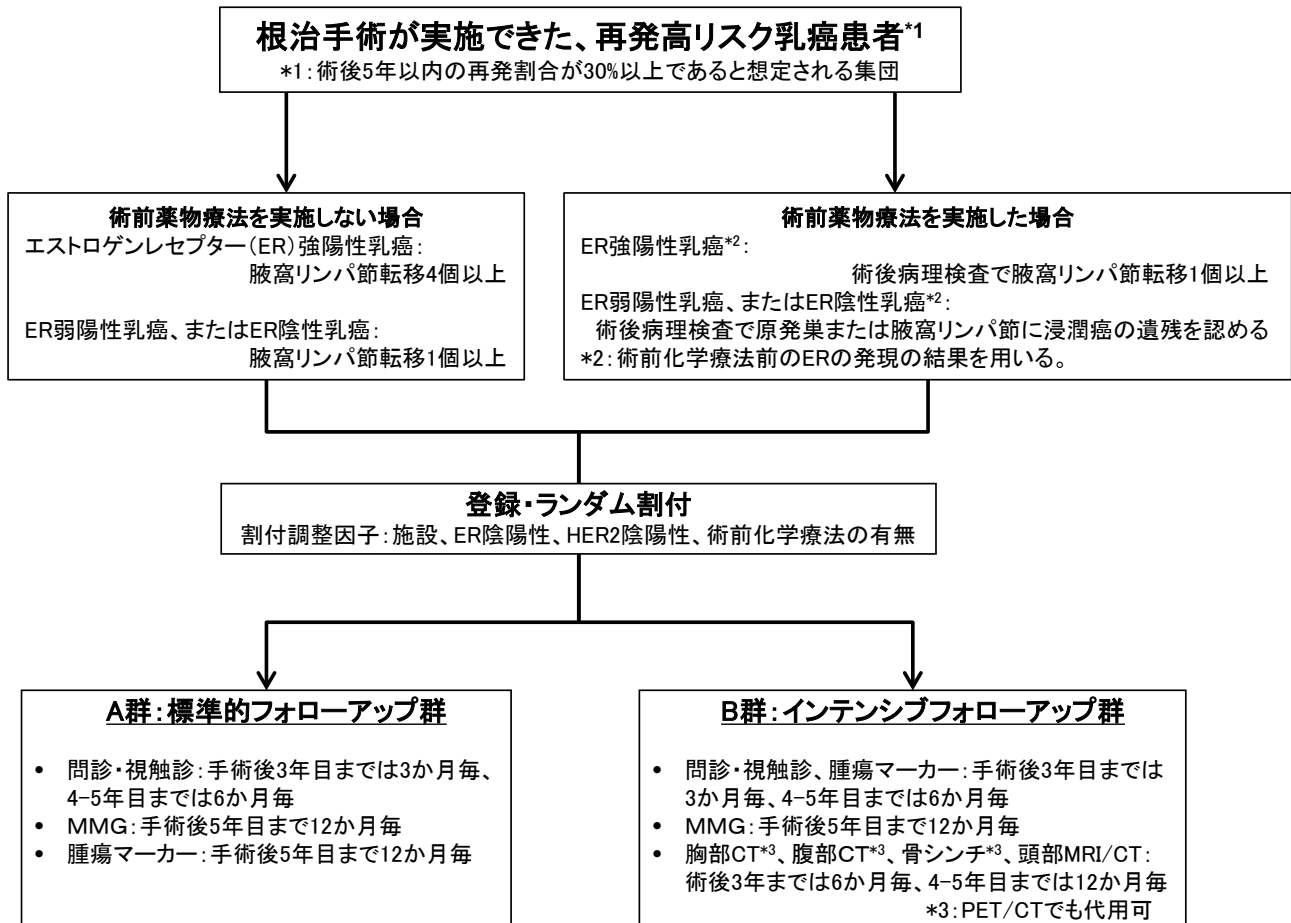 根治手術が実施できた、再発高リスク乳癌患者*1
*1:術後5年以内の再発割合が30%以上であると想定される集団
術前薬物療法を実施しない場合
エストロゲンレセプター(ER)強陽性乳癌:
腋窩リンパ節転移4個以上
ER弱陽性乳癌、またはER陰性乳癌:
腋窩リンパ節転移1個以上
術前薬物療法を実施した場合
ER強陽性乳癌*2:
術後病理検査で腋窩リンパ節転移1個以上
ER弱陽性乳癌、またはER陰性乳癌*2:
術後病理検査で原発巣または腋窩リンパ節に浸潤癌の遺残を認める
*2:術前化学療法前のERの発現の結果を用いる。
登録・ランダム割付
割付調整因子:施設、ER陰陽性、HER2陰陽性、術前化学療法の有無
A群:標準的フォローアップ群
• 問診・視触診:手術後3年目までは3か月毎、
4-5年目までは6か月毎
• MMG:手術後5年目まで12か月毎
• 腫瘍マーカー:手術後5年目まで12か月毎
B群:インテンシブフォローアップ群
• 問診・視触診、腫瘍マーカー:手術後3年目までは
3か月毎、4-5年目までは6か月毎
• MMG:手術後5年目まで12か月毎
• 胸部CT*3、腹部CT*3、骨シンチ*3、頭部MRI/CT:
術後3年までは6か月毎、4-5年目までは12か月毎
*3:PET/CTでも代用可